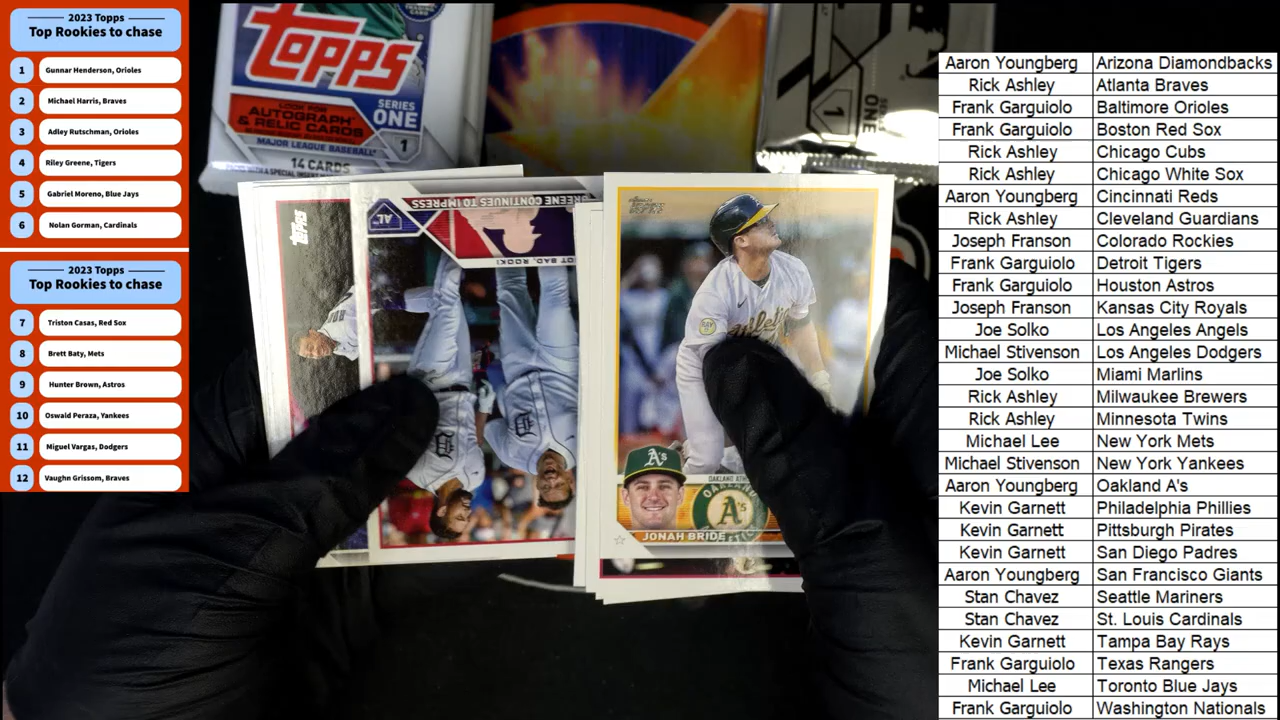 2023 Topps
Top Rookies to chase
1 Gunnar Henderson, Orioles
2 Michael Harris, Braves
3 Adley Rutschman, Orioles
4 Riley Greene, Tigers
5 Gabriel Moreno, Blue Jays
6 Nolan Gorman, Cardinals
2023 Topps
Top Rookies to chase
7 Triston Casas, Red Sox
8 Brett Baty, Mets
9 Hunter Brown, Astros
10 Oswald Peraza, Yankees
11 Miguel Vargas, Dodgers
12 Vaughn Grissom, Braves
TOPPS
LOOK FOR
AUTOGRAPH
& RELIC CARDS
SERIES
ONE
1
MAJOR LEAGUE BASEBALL
14 CARDS
1
SERIES
ONE
TOPPS
GREENE CONTINUES TO IMPRESS
AL
OT BAD, ROOK!
A's
OAKLAND
A's
JONAH BRIDE
Aaron Youngberg Arizona Diamondbacks
Rick Ashley Atlanta Braves
Frank Garguiolo Baltimore Orioles
Frank Garguiolo Boston Red Sox
Rick Ashley Chicago Cubs
Rick Ashley Chicago White Sox
Aaron Youngberg Cincinnati Reds
Rick Ashley Cleveland Guardians
Joseph Franson Colorado Rockies
Frank Garguiolo Detroit Tigers
Frank Garguiolo Houston Astros
Joseph Franson Kansas City Royals
Joe Solko Los Angeles Angels
Michael Stivenson Los Angeles Dodgers
Joe Solko Miami Marlins
Rick Ashley Milwaukee Brewers
Rick Ashley Minnesota Twins
Michael Lee New York Mets
Michael Stivenson New York Yankees
Aaron Youngberg Oakland A's
Kevin Garnett Philadelphia Phillies
Kevin Garnett Pittsburgh Pirates
Kevin Garnett San Diego Padres
Aaron Youngberg San Francisco Giants
Stan Chavez Seattle Mariners
Stan Chavez St. Louis Cardinals
Kevin Garnett Tampa Bay Rays
Frank Garguiolo Texas Rangers
Michael Lee Toronto Blue Jays
Frank Garguiolo Washington Nationals